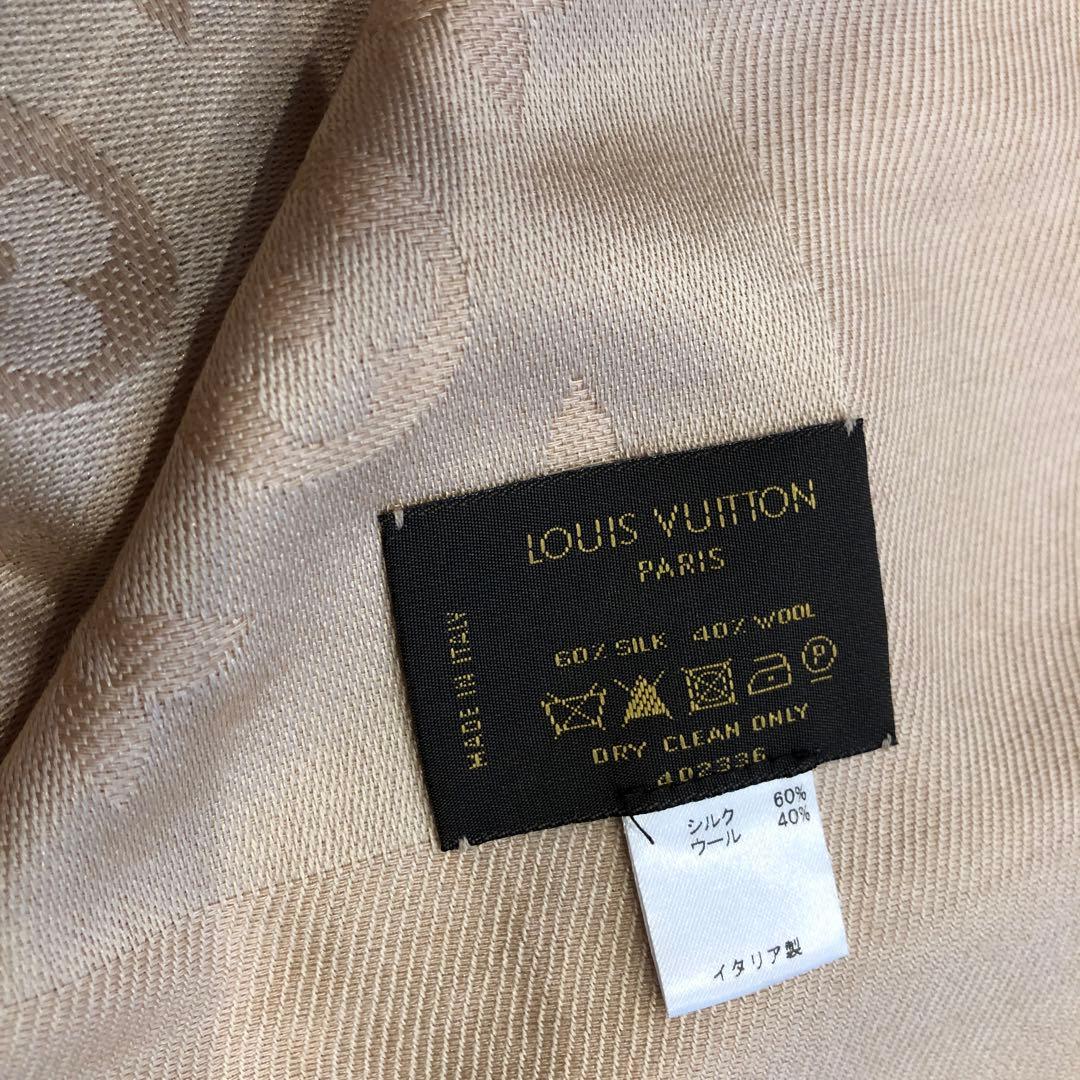 LOUIS VUITTON
PARIS
MADE IN ITALY
60% SILK 40% WOOL
P
DRY CLEAN ONLY
402336
シルク 60%
ウール 40%
イタリア製